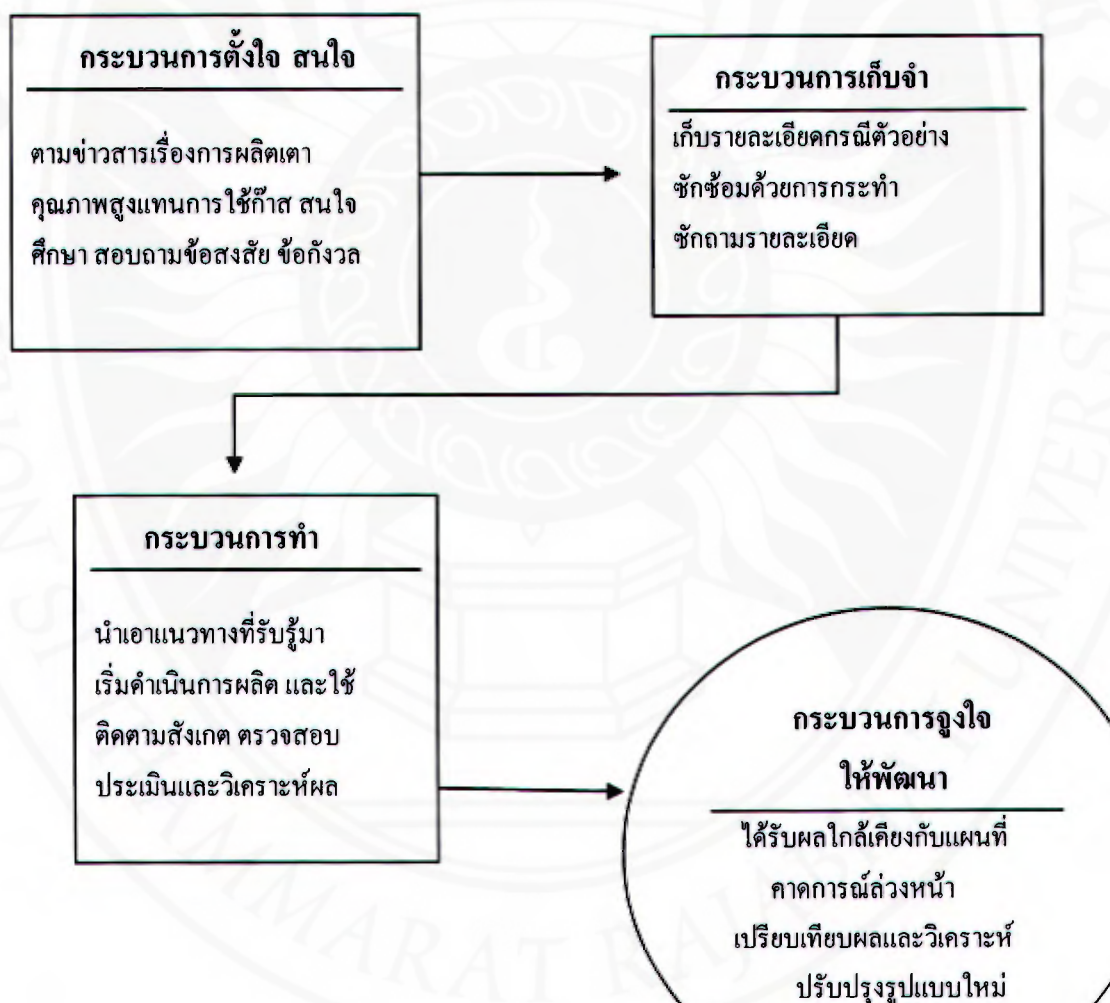 กระบวนการตั้งใจ สนใจ
ตามข่าวสารเรื่องการผลิตเตา
คุณภาพสูงแทนการใช้ก๊าส สนใจ
ศึกษา สอบถามข้อสงสัย ข้อกังวล
กระบวนการเก็บจำ
เก็บรายละเอียดกรณีตัวอย่าง
ซักซ้อมด้วยการกระทำ
ซักถามรายละเอียด
กระบวนการทำ
นำเอาแนวทางที่รับรู้มา
เริ่มดำเนินการผลิต และใช้
ติดตามสังเกต ตรวจสอบ
ประเมินและวิเคราะห์ผล
กระบวนการจูงใจ
ให้พัฒนา
ได้รับผลใกล้เคียงกับแผนที่
คาดการณ์ล่วงหน้า
เปรียบเทียบผลและวิเคราะห์
ปรับปรุงรูปแบบใหม่